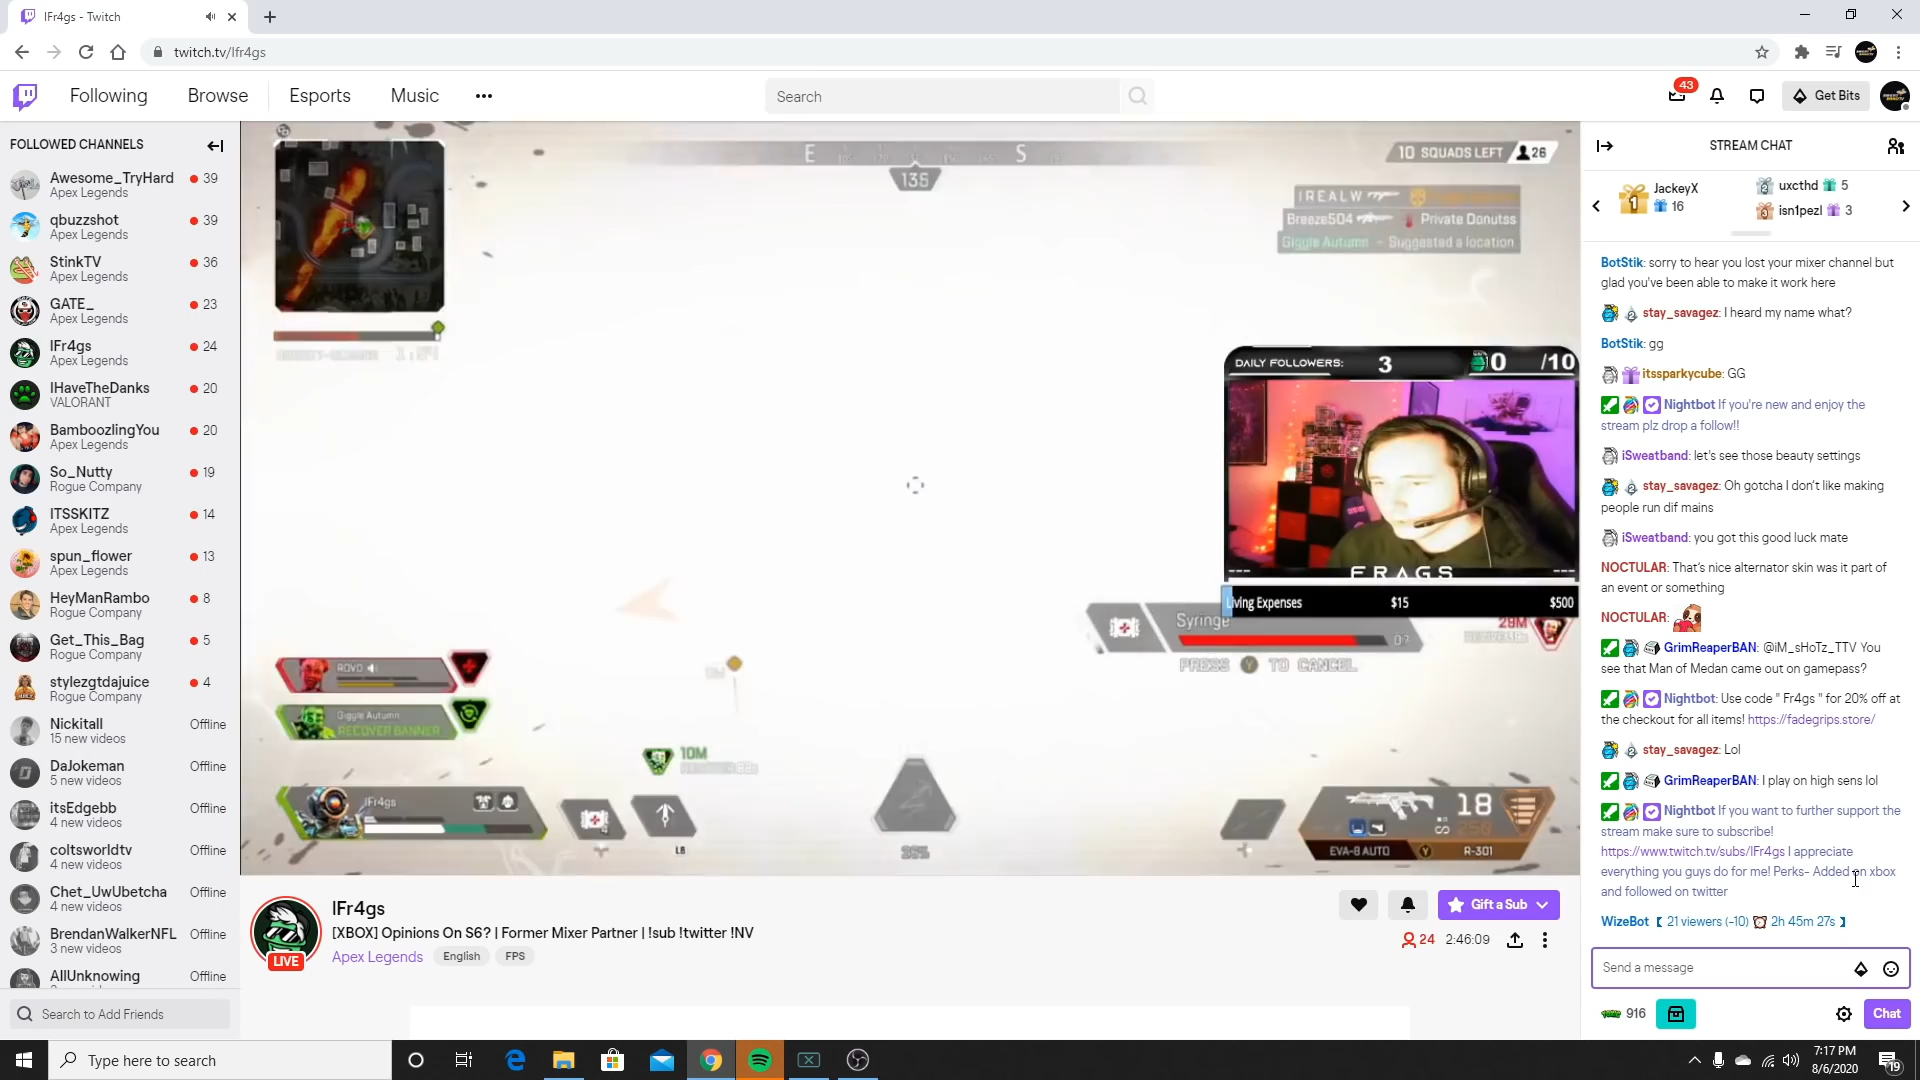 lFr4gs - Twitch
twitch.tv/lfr4gs
Following
Browse
Esports
Music
Search
43
Get Bits
FOLLOWED CHANNELS
Awesome_TryHard
39
Apex Legends
qbuzzshot
39
Apex Legends
StinkTV
36
Apex Legends
GATE_
23
Apex Legends
lFr4gs
24
Apex Legends
IHaveTheDanks
20
VALORANT
BamboozlingYou
20
Apex Legends
So_Nutty
19
Rogue Company
ITSSKITZ
14
Apex Legends
spun_flower
13
Apex Legends
HeyManRambo
8
Rogue Company
Get_This_Bag
5
Rogue Company
stylezgtdajuice
4
Rogue Company
Nickitall
Offline
15 new videos
DaJokeman
Offline
5 new videos
itsEdgebb
Offline
4 new videos
coltsworldtv
Offline
4 new videos
Chet_UwUbetcha
Offline
4 new videos
BrendanWalkerNFL
Offline
3 new videos
AllUnknowing
Offline
Search to Add Friends
E
S
136
10 SQUADS LEFT
26
IREALW
Breeze504
Private Donutss
Giggle Autumn - Suggested a location
DAILY FOLLOWERS:
3
0
/10
FRAGS
Living Expenses
$15
$500
Syringe
29M
PRESS Y TO CANCEL
ROVO
Giggle Autumn
RECOVER BANNER
10M
lFr4gs
LB
18
EVA-8 AUTO
Y
R-301
LIVE
lFr4gs
[XBOX] Opinions On S6? | Former Mixer Partner | !sub !twitter !NV
Apex Legends
English
FPS
Gift a Sub
24
2:46:09
STREAM CHAT
1
JackeyX
16
2
uxcthd
5
3
isn1pezl
3
BotStik: sorry to hear you lost your mixer channel but
glad you've been able to make it work here
stay_savagez: I heard my name what?
BotStik: gg
itssparkycube: GG
Nightbot If you're new and enjoy the
stream plz drop a follow!!
iSweatband: let's see those beauty settings
stay_savagez: Oh gotcha I don't like making
people run dif mains
iSweatband: you got this good luck mate
NOCTULAR: That's nice alternator skin was it part of
an event or something
NOCTULAR:
GrimReaperBAN: @iM_sHoTz_TTV You
see that Man of Medan came out on gamepass?
Nightbot: Use code " Fr4gs " for 20% off at
the checkout for all items! https://fadegrips.store/
stay_savagez: Lol
GrimReaperBAN: I play on high sens lol
Nightbot If you want to further support the
stream make sure to subscribe!
https://www.twitch.tv/subs/lFr4gs I appreciate
everything you guys do for me! Perks- Added on xbox
and followed on twitter
WizeBot 【 21 viewers (-10) ⏰ 2h 45m 27s 】
Send a message
916
Chat
Type here to search
7:17 PM
8/6/2020
19